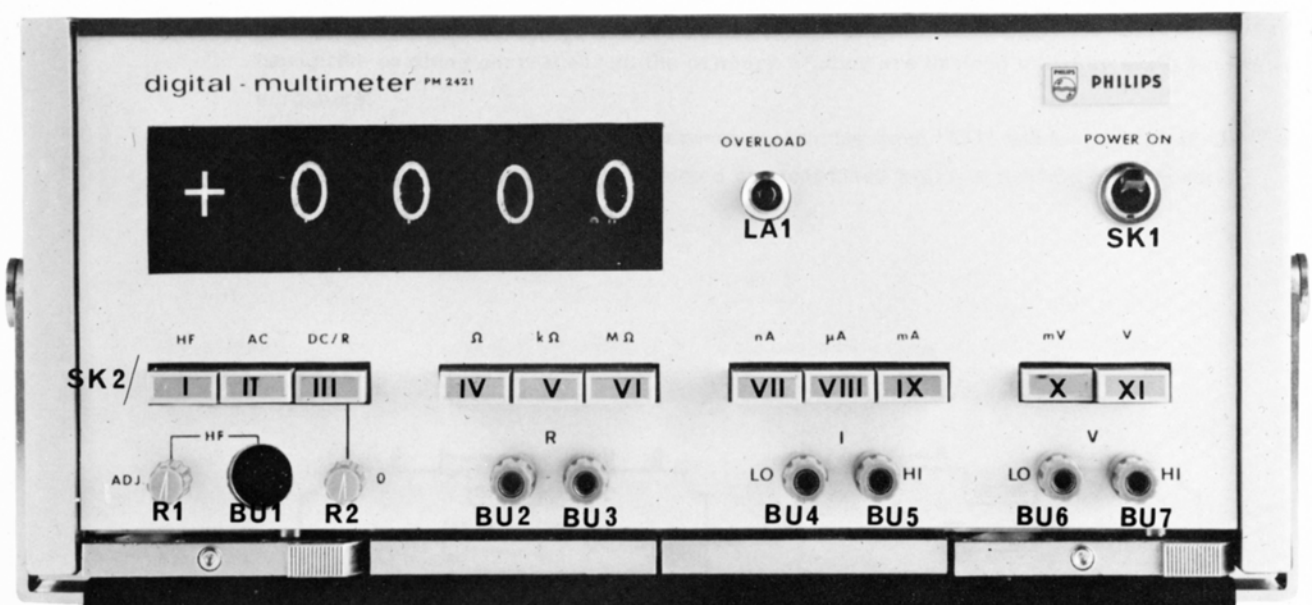 digital - multimeter PM 2421
PHILIPS PHILIPS
+ 0 0 0 0
OVERLOAD
LA1
POWER ON
SK1
HF AC DC/R
Ω kΩ MΩ
nA µA mA
mV V
SK2/ I II III
IV V VI
VII VIII IX
X XI
HF
ADJ. 0
R1 BU1 R2
R
BU2 BU3
I
LO HI
BU4 BU5
V
LO HI
BU6 BU7